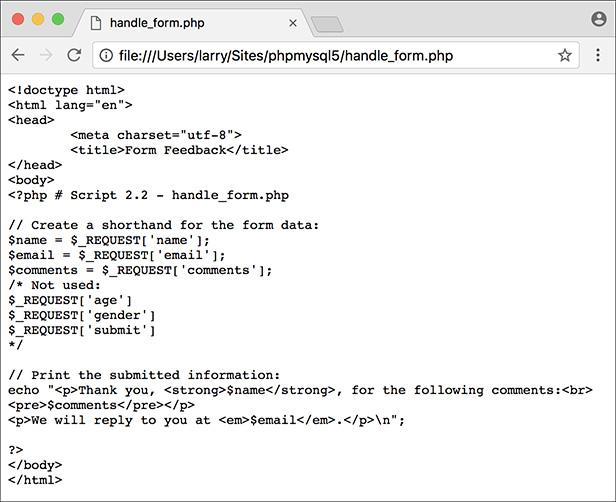 handle_form.php
file:///Users/larry/Sites/phpmysql5/handle_form.php
<!doctype html>
<html lang="en">
<head>
        <meta charset="utf-8">
        <title>Form Feedback</title>
</head>
<body>
<?php # Script 2.2 - handle_form.php

// Create a shorthand for the form data:
$name = $_REQUEST['name'];
$email = $_REQUEST['email'];
$comments = $_REQUEST['comments'];
/* Not used:
$_REQUEST['age']
$_REQUEST['gender']
$_REQUEST['submit']
*/

// Print the submitted information:
echo "<p>Thank you, <strong>$name</strong>, for the following comments:<br>
<pre>$comments</pre></p>
<p>We will reply to you at <em>$email</em>.</p>\n";

?>
</body>
</html>